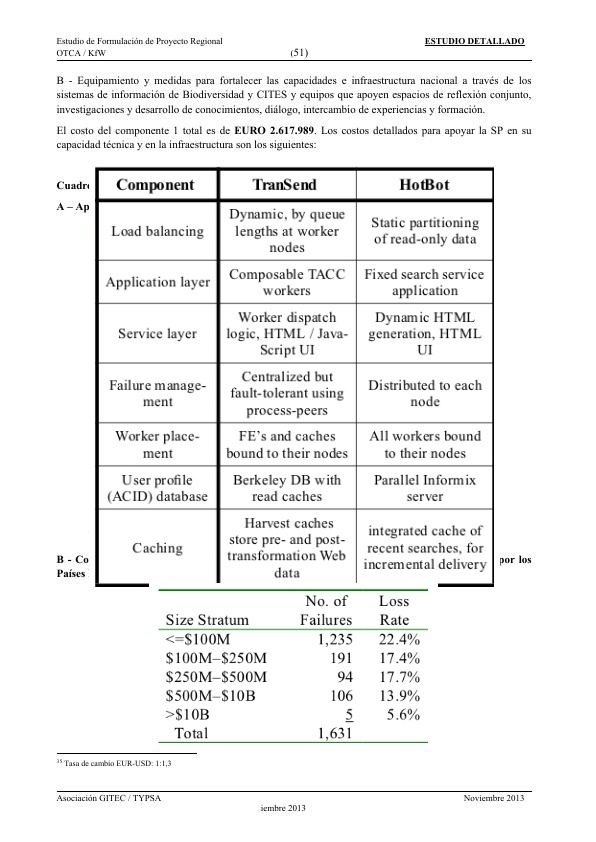 Estudio de Formulación de Proyecto Regional ESTUDIO DETALLADO
OTCA / KfW (51)
B - Equipamiento y medidas para fortalecer las capacidades e infraestructura nacional a través de los
sistemas de información de Biodiversidad y CITES y equipos que apoyen espacios de reflexión conjunto,
investigaciones y desarrollo de conocimientos, diálogo, intercambio de experiencias y formación.
El costo del componente 1 total es de EURO 2.617.989. Los costos detallados para apoyar la SP en su
capacidad técnica y en la infraestructura son los siguientes:
Cuadro
A – Ap
Component TranSend HotBot
Load balancing
Dynamic, by queue
lengths at worker
nodes
Static partitioning
of read-only data
Application layer
Composable TACC
workers
Fixed search service
application
Service layer
Worker dispatch
logic, HTML / Java-
Script UI
Dynamic HTML
generation, HTML
UI
Failure manage-
ment
Centralized but
fault-tolerant using
process-peers
Distributed to each
node
Worker place-
ment
FE's and caches
bound to their nodes
All workers bound
to their nodes
User profile
(ACID) database
Berkeley DB with
read caches
Parallel Informix
server
Caching
Harvest caches
store pre- and post-
transformation Web
data
integrated cache of
recent searches, for
incremental delivery
B - Co por los
Países
No. of Loss
Size Stratum Failures Rate
<=$100M 1,235 22.4%
$100M–$250M 191 17.4%
$250M–$500M 94 17.7%
$500M–$10B 106 13.9%
>$10B 5 5.6%
Total 1,631
35 Tasa de cambio EUR-USD: 1:1,3
Asociación GITEC / TYPSA Noviembre 2013
iembre 2013